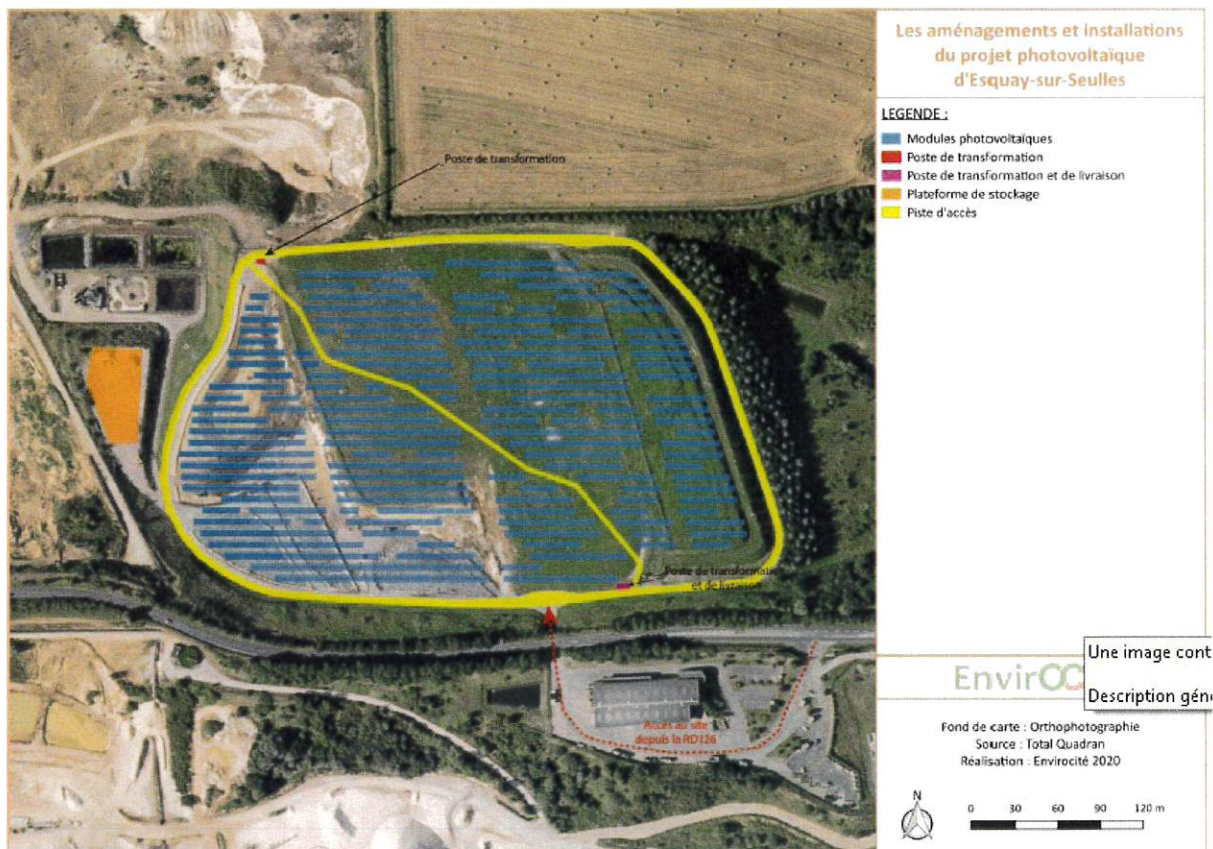 Les aménagements et installations
du projet photovoltaïque
d'Esquay-sur-Seulles
LEGENDE :
Modules photovoltaïques
Poste de transformation
Poste de transformation et de livraison
Plateforme de stockage
Piste d'accès
Poste de transformation
Poste de transformatio
et de livraison
Accès au site
depuis la RD126
Une image cont
Description géné
Fond de carte : Orthophotographie
Source : Total Quadran
Réalisation : Envirocité 2020
N
0 30 60 90 120 m